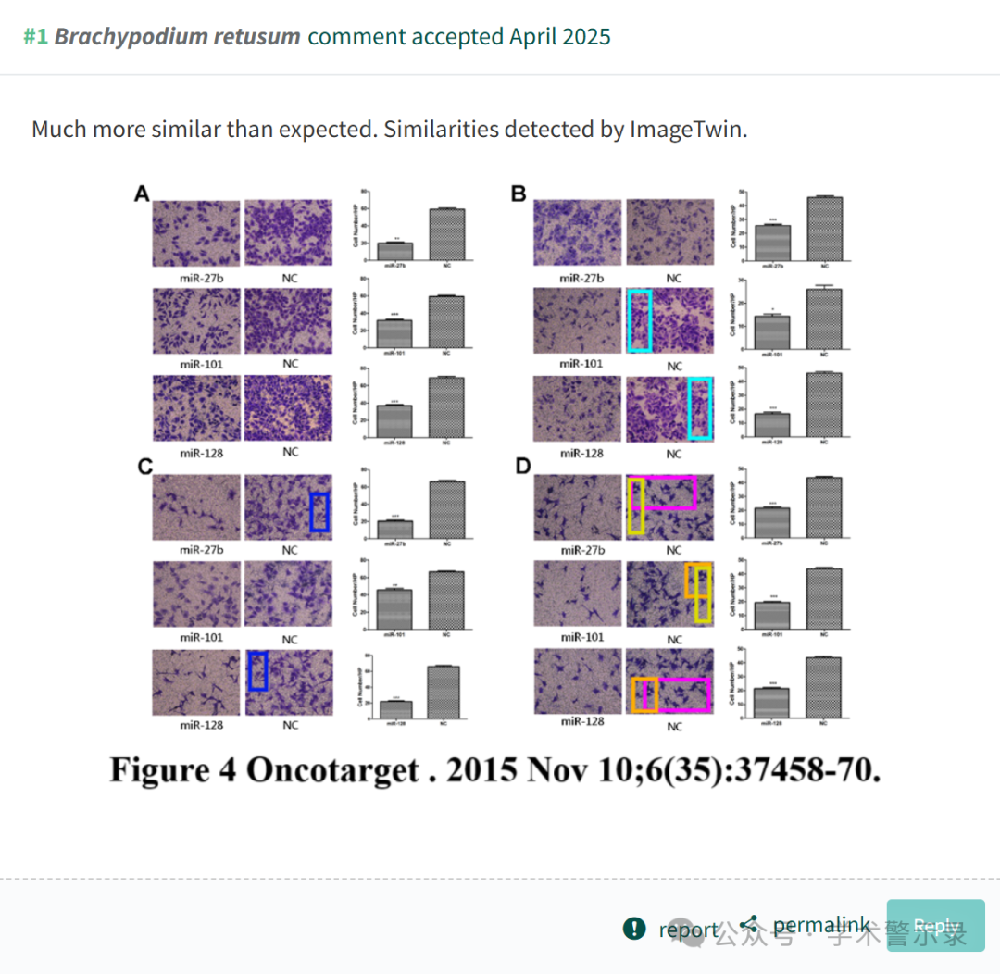 #1 Brachypodium retusum comment accepted April 2025
Much more similar than expected. Similarities detected by ImageTwin.
A
B
miR-27b NC
miR-27b NC
miR-101 NC
miR-101 NC
miR-128 NC
miR-128 NC
C
D
miR-27b NC
miR-27b NC
miR-101 NC
miR-101 NC
miR-128 NC
miR-128 NC
Figure 4 Oncotarget . 2015 Nov 10;6(35):37458-70.
report permalink Reply
公众号 · 学术警示录